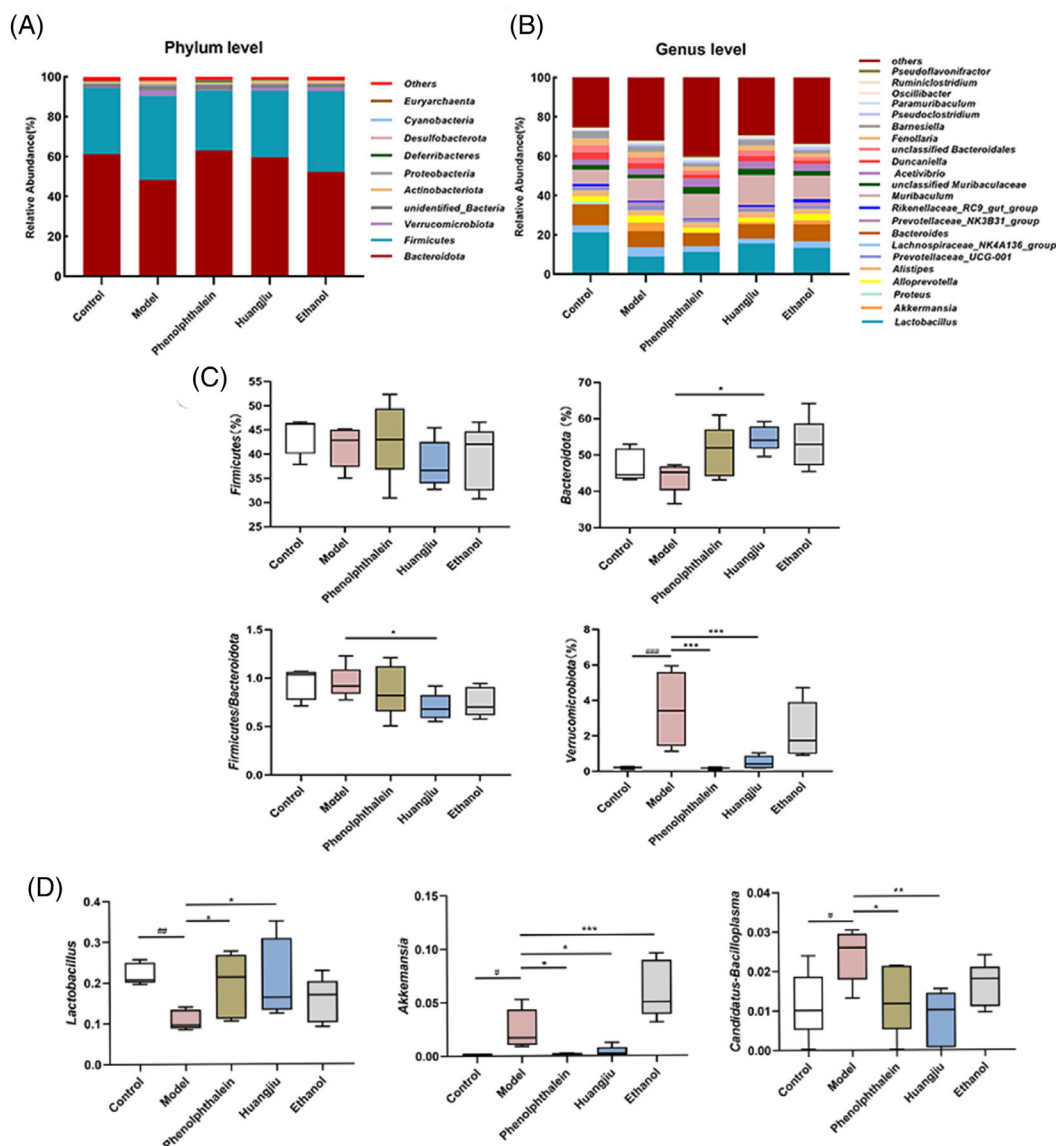 (A)
Phylum level
Relative Abundance(%)
100
80
60
40
20
0
Control
Model
Phenolphthalein
Huangjiu
Ethanol
Others
Euryarchaenta
Cyanobacteria
Desulfobacterota
Deferribacteres
Proteobacteria
Actinobacteriota
unidentified_Bacteria
Verrucomicrobiota
Firmicutes
Bacteroidota
(B)
Genus level
Relative Abundance(%)
100
80
60
40
20
0
Control
Model
Phenolphthalein
Huangjiu
Ethanol
others
Pseudoflavonifractor
Ruminiclostridium
Oscillibacter
Paramuribaculum
Pseudoclostridium
Barnesiella
Fenollaria
unclassified Bacteroidales
Duncaniella
Acetivibrio
unclassified Muribaculaceae
Muribaculum
Rikenellaceae_RC9_gut_group
Prevotellaceae_NK3B31_group
Bacteroides
Lachnospiraceae_NK4A136_group
Prevotellaceae_UCG-001
Alistipes
Alloprevotella
Proteus
Akkermansia
Lactobacillus
(C)
Firmicutes(%)
55
50
45
40
35
30
25
Control
Model
Phenolphthalein
Huangjiu
Ethanol
Bacteroidota (%)
70
60
50
40
30
*
Control
Model
Phenolphthalein
Huangjiu
Ethanol
Firmicutes/Bacteroidota
1.5
1.0
0.5
0.0
*
Control
Model
Phenolphthalein
Huangjiu
Ethanol
Verrucomicrobiota(%)
8
6
4
2
0
###
***
***
Control
Model
Phenolphthalein
Huangjiu
Ethanol
(D)
Lactobacillus
0.4
0.3
0.2
0.1
0.0
##
*
*
Control
Model
Phenolphthalein
Huangjiu
Ethanol
Akkemansia
0.15
0.10
0.05
0.00
#
*
*
***
Control
Model
Phenolphthalein
Huangjiu
Ethanol
Candidatus-Bacilloplasma
0.04
0.03
0.02
0.01
0.00
#
*
**
Control
Model
Phenolphthalein
Huangjiu
Ethanol